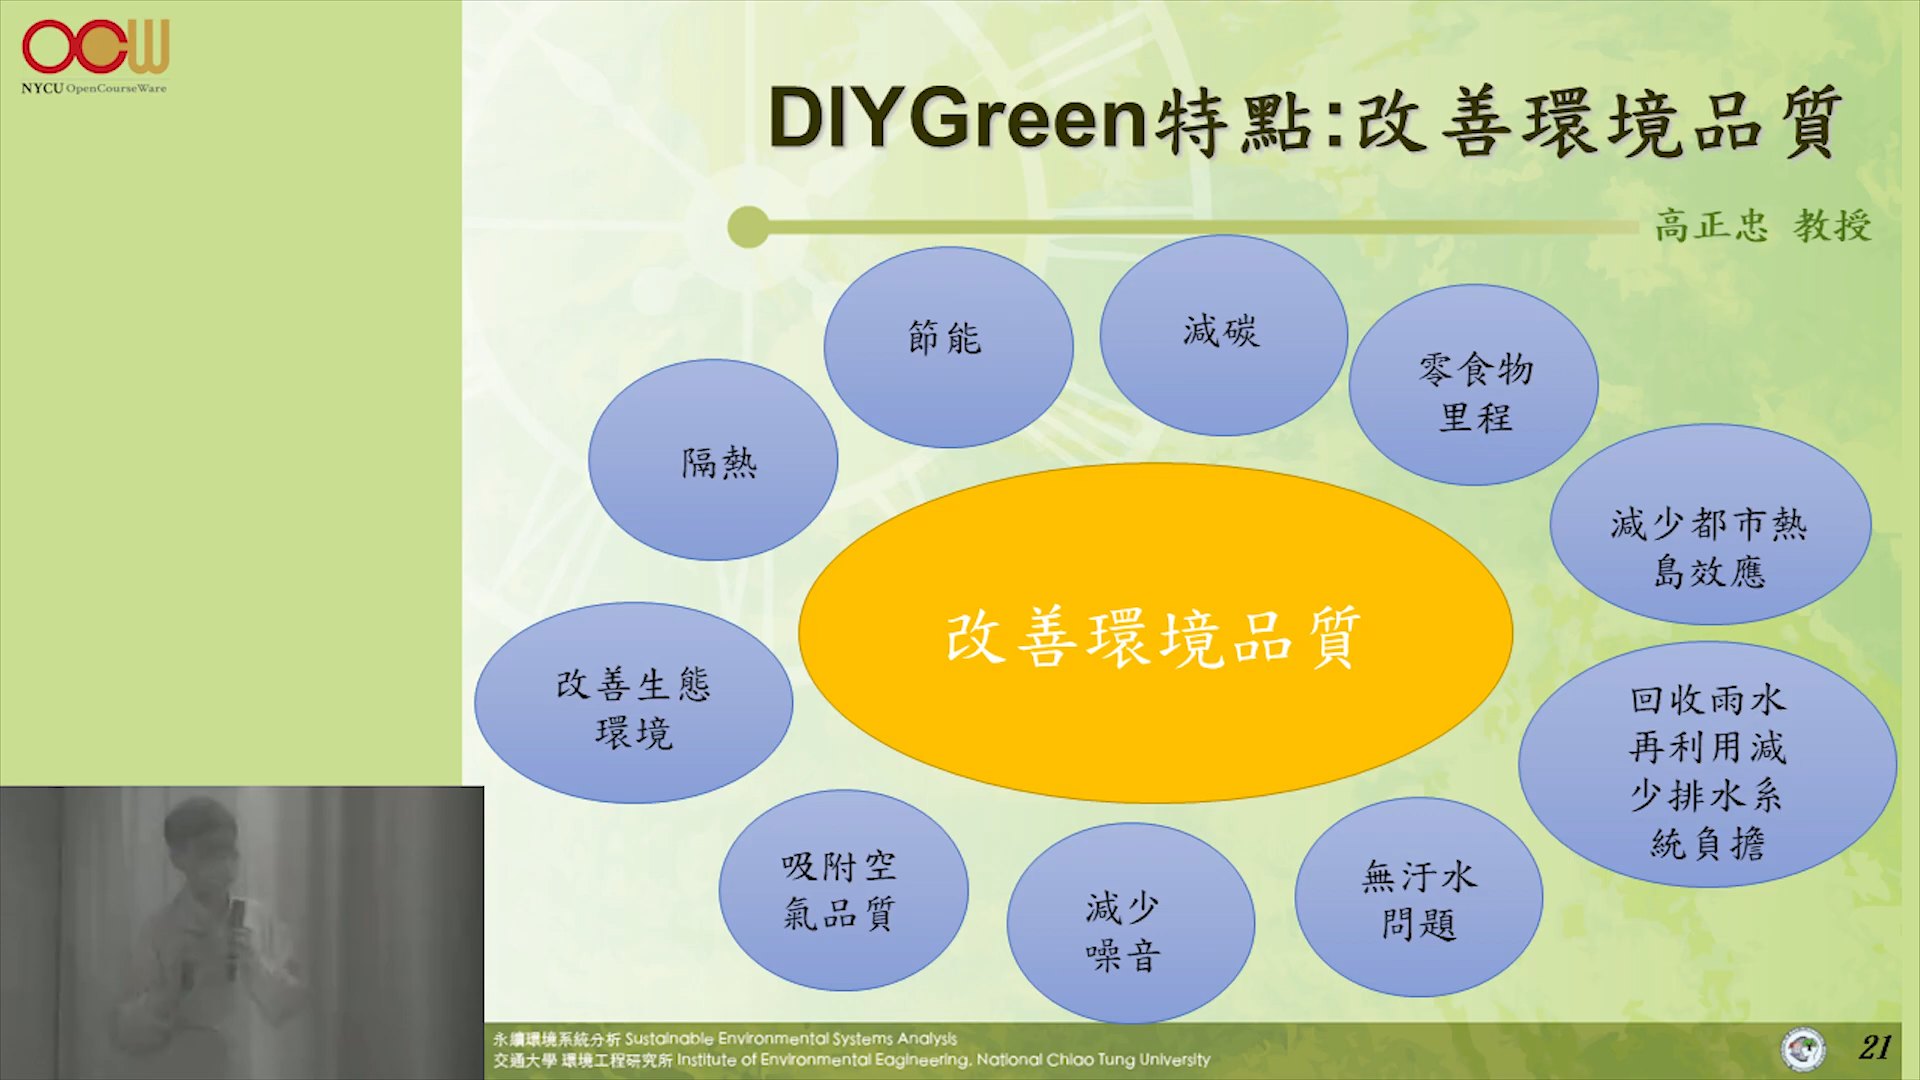 OCW
NYCU OpenCourseWare
DIYGreen特點:改善環境品質
高正忠 教授
節能
減碳
零食物
里程
隔熱
減少都市熱
島效應
改善環境品質
改善生態
環境
回收雨水
再利用減
少排水系
統負擔
吸附空
氣品質
減少
噪音
無汙水
問題
永續環境系統分析 Sustainable Environmental Systems Analysis
交通大學 環境工程研究所 Institute of Environmental Eagineering, National Chiao Tung University
21